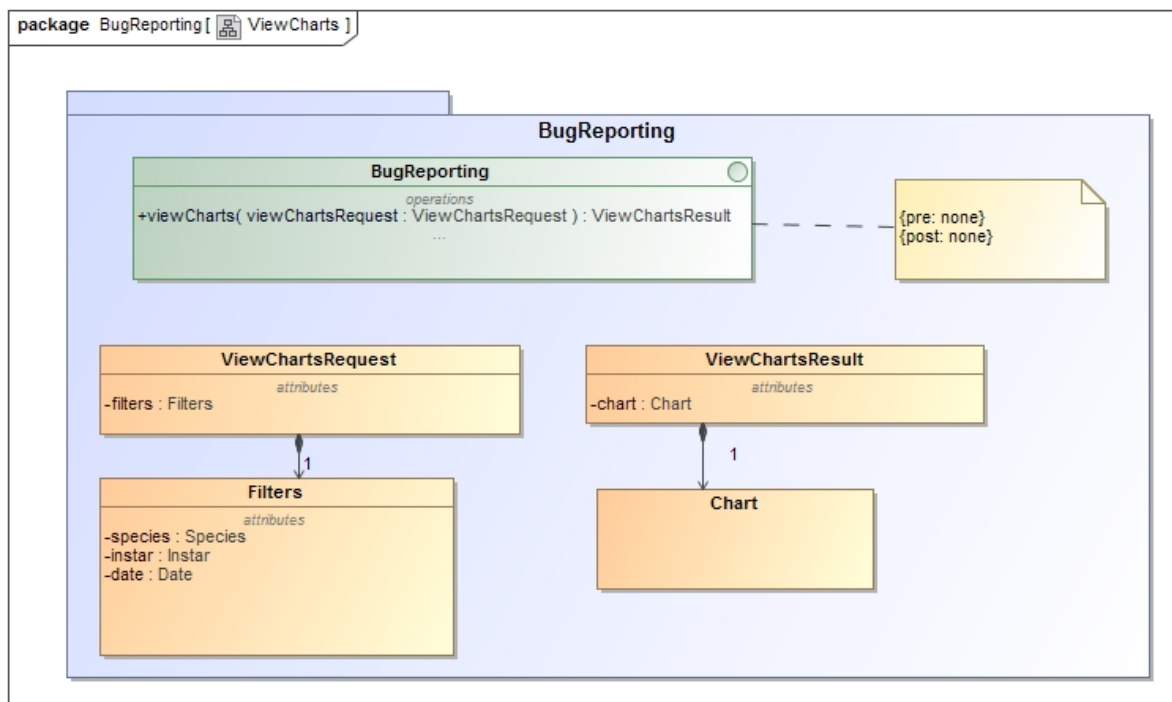 package BugReporting [ ViewCharts ]
BugReporting
BugReporting
operations
+viewCharts( viewChartsRequest : ViewChartsRequest ) : ViewChartsResult
...
{pre: none}
{post: none}
ViewChartsRequest
attributes
-filters : Filters
1
ViewChartsResult
attributes
-chart : Chart
1
Filters
attributes
-species : Species
-instar : Instar
-date : Date
Chart